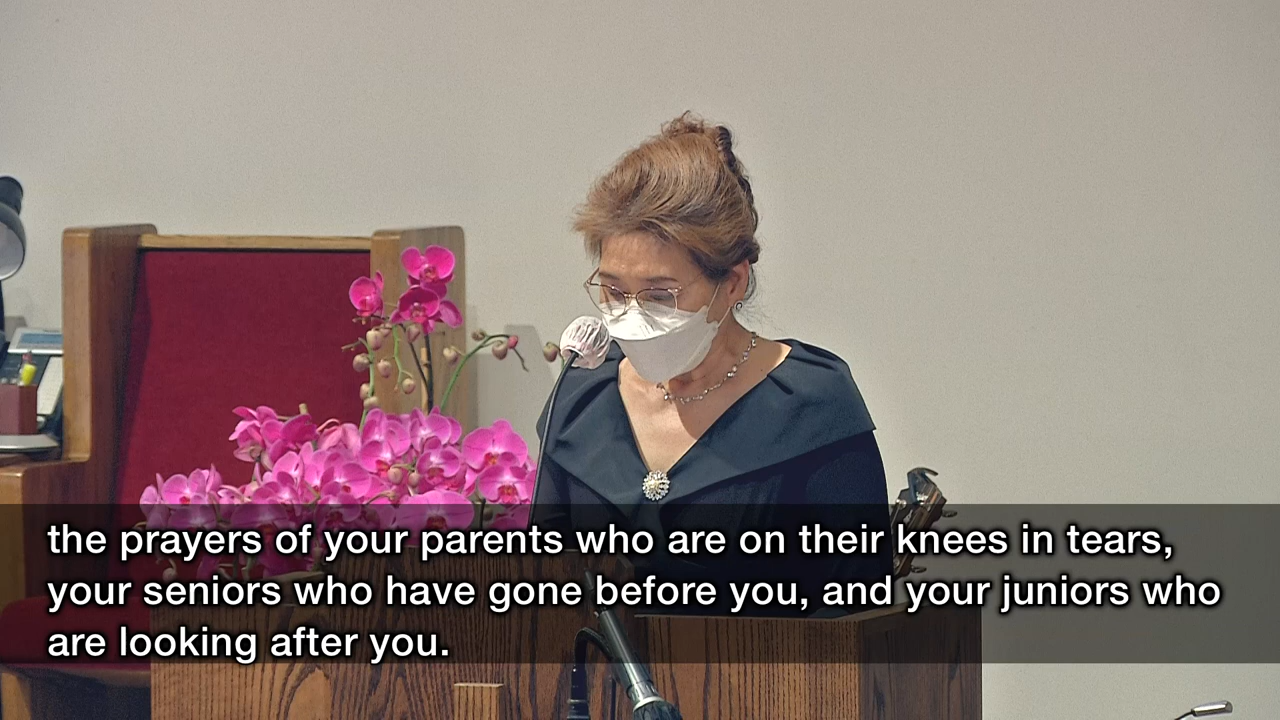 the prayers of your parents who are on their knees in tears,
your seniors who have gone before you, and your juniors who
are looking after you.